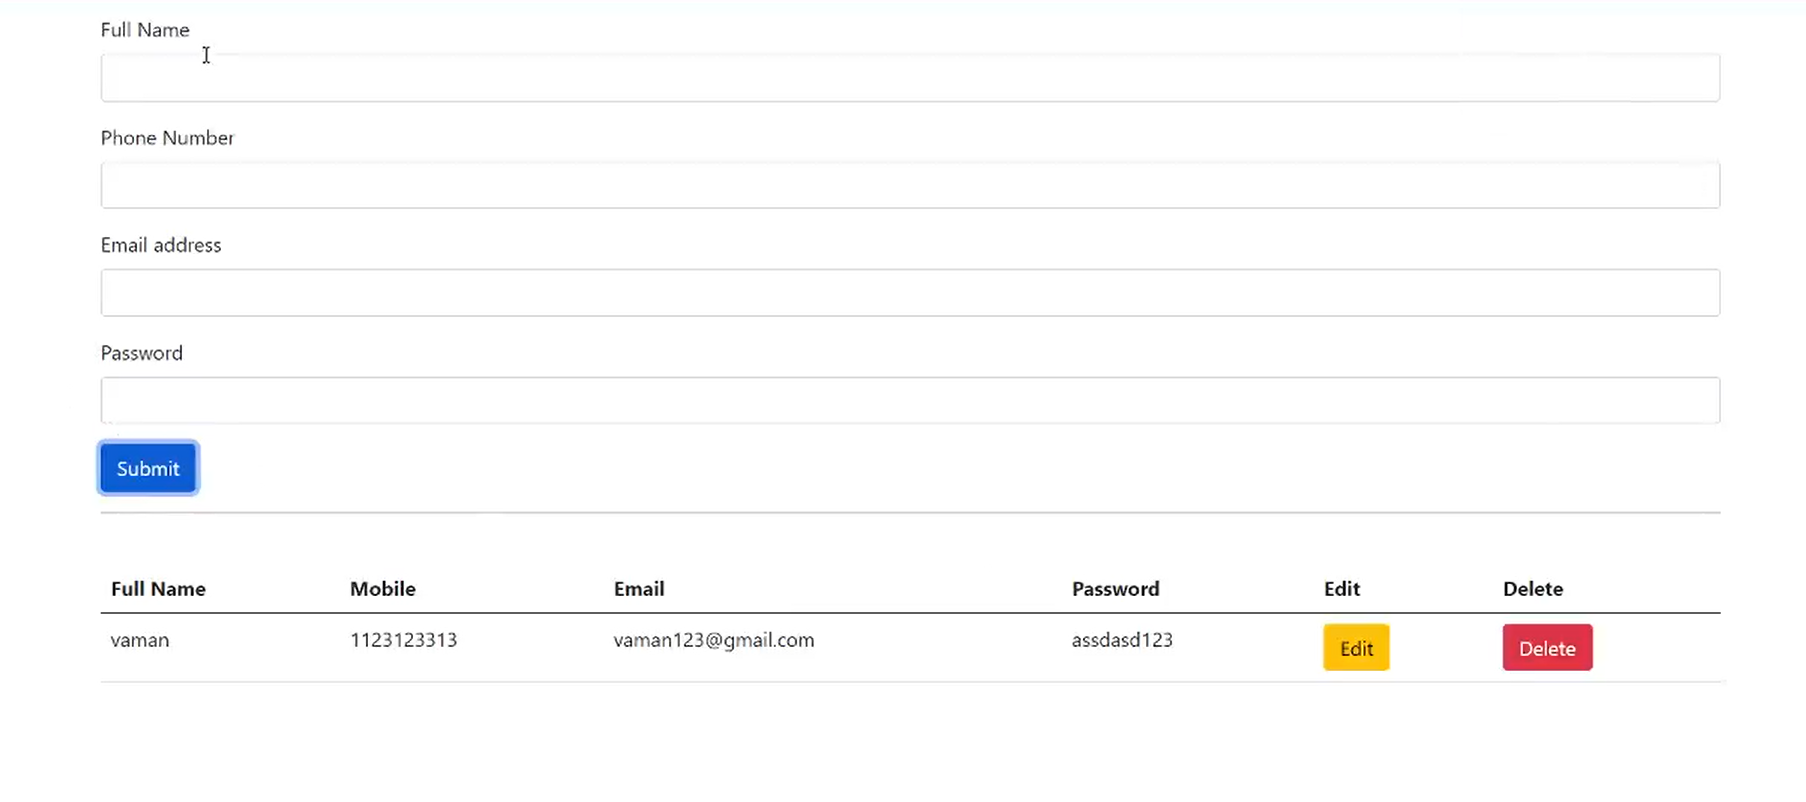 Full Name
Phone Number
Email address
Password
Submit
Full Name Mobile Email Password Edit Delete
vaman 1123123313 vaman123@gmail.com assdasd123 Edit Delete